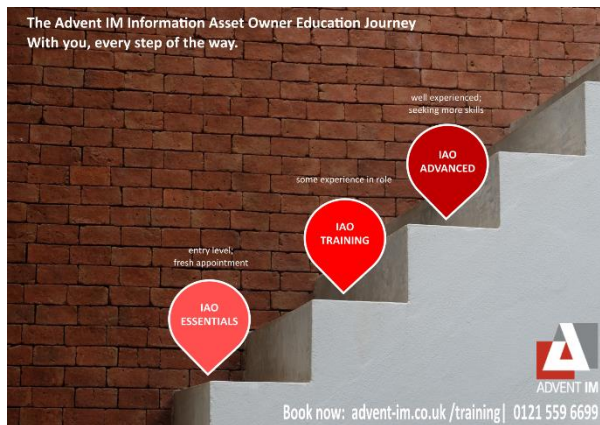 The Advent IM Information Asset Owner Education Journey
With you, every step of the way.
well experienced;
seeking more skills
IAO
ADVANCED
some experience in role
IAO
TRAINING
entry level;
fresh appointment
IAO
ESSENTIALS
ADVENT IM
Book now: advent-im.co.uk /training| 0121 559 6699